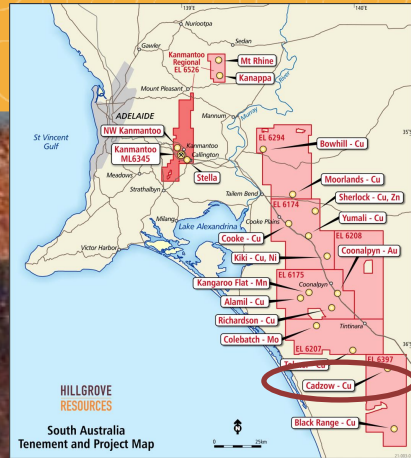 139°E
140°E
Nuriootpa
Gawler
Sedan
Kanmantoo
Regional
EL 6526
Mt Rhine
Kanappa
Mount Pleasant
River
Murray
ADELAIDE
Mannum
St Vincent
Gulf
NW Kanmantoo
Kanmantoo
ML6345
Kanmantoo
Callington
Stella
Meadows
Strathalbyn
EL 6294
35°S
Bowhill - Cu
Moorlands - Cu
Sherlock - Cu, Zn
Tailem Bend
EL 6174
Yumali - Cu
Milang
Cooke Plains
Lake Alexandrina
Cooke - Cu
EL 6208
Victor Harbor
Kiki - Cu, Ni
Coonalpyn - Au
EL 6175
Kangaroo Flat - Mn
Coonalpyn
Alamil - Cu
Richardson - Cu
Colebatch - Mo
Tintinara
36°S
EL 6207
EL 6397
Cadzow - Cu
Black Range - Cu
HILLGROVE
RESOURCES
South Australia
Tenement and Project Map
0
25km